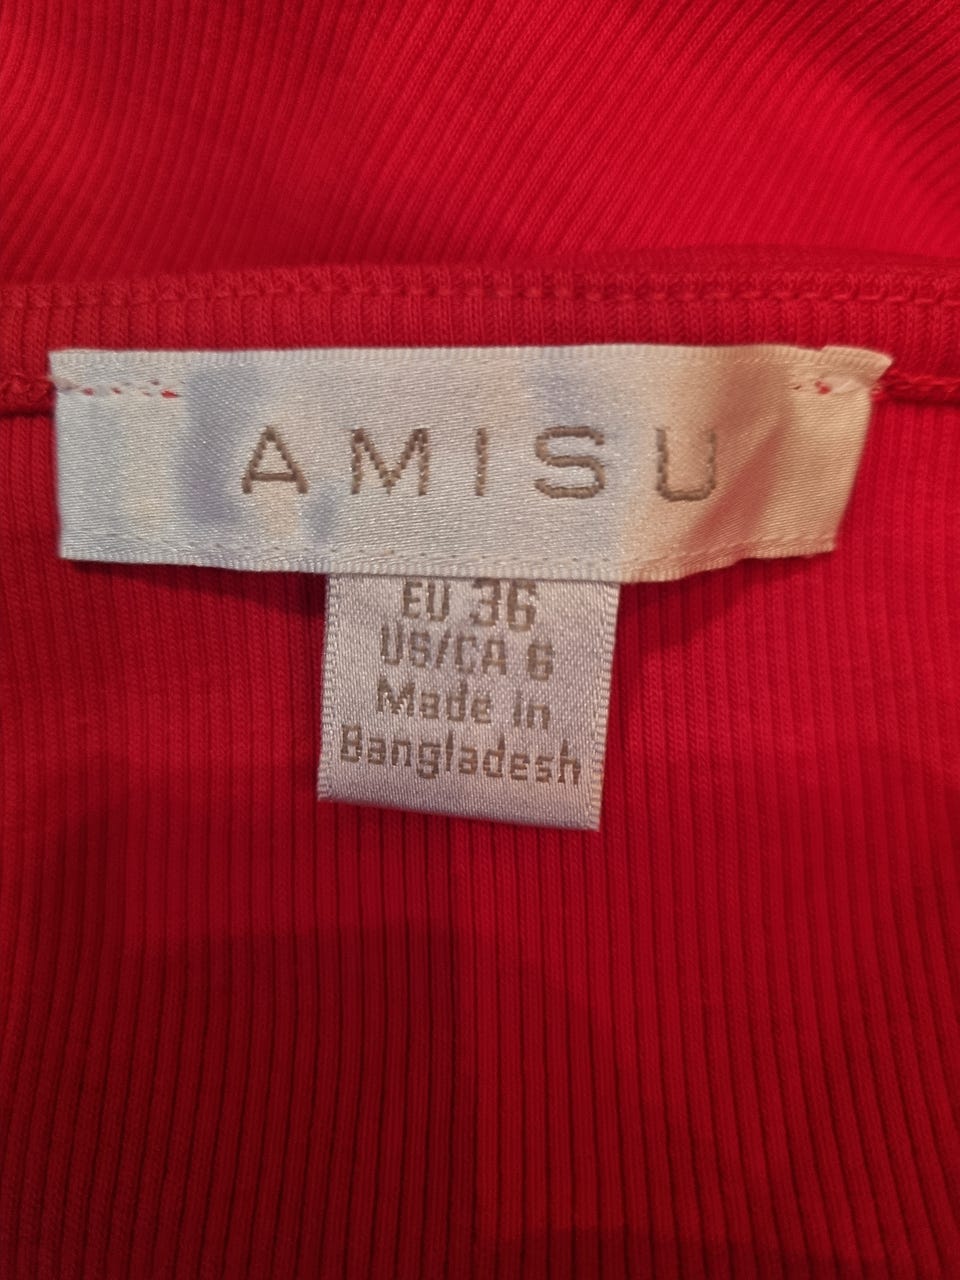 AMISU
EU 36
US/CA 6
Made in
Bangladesh